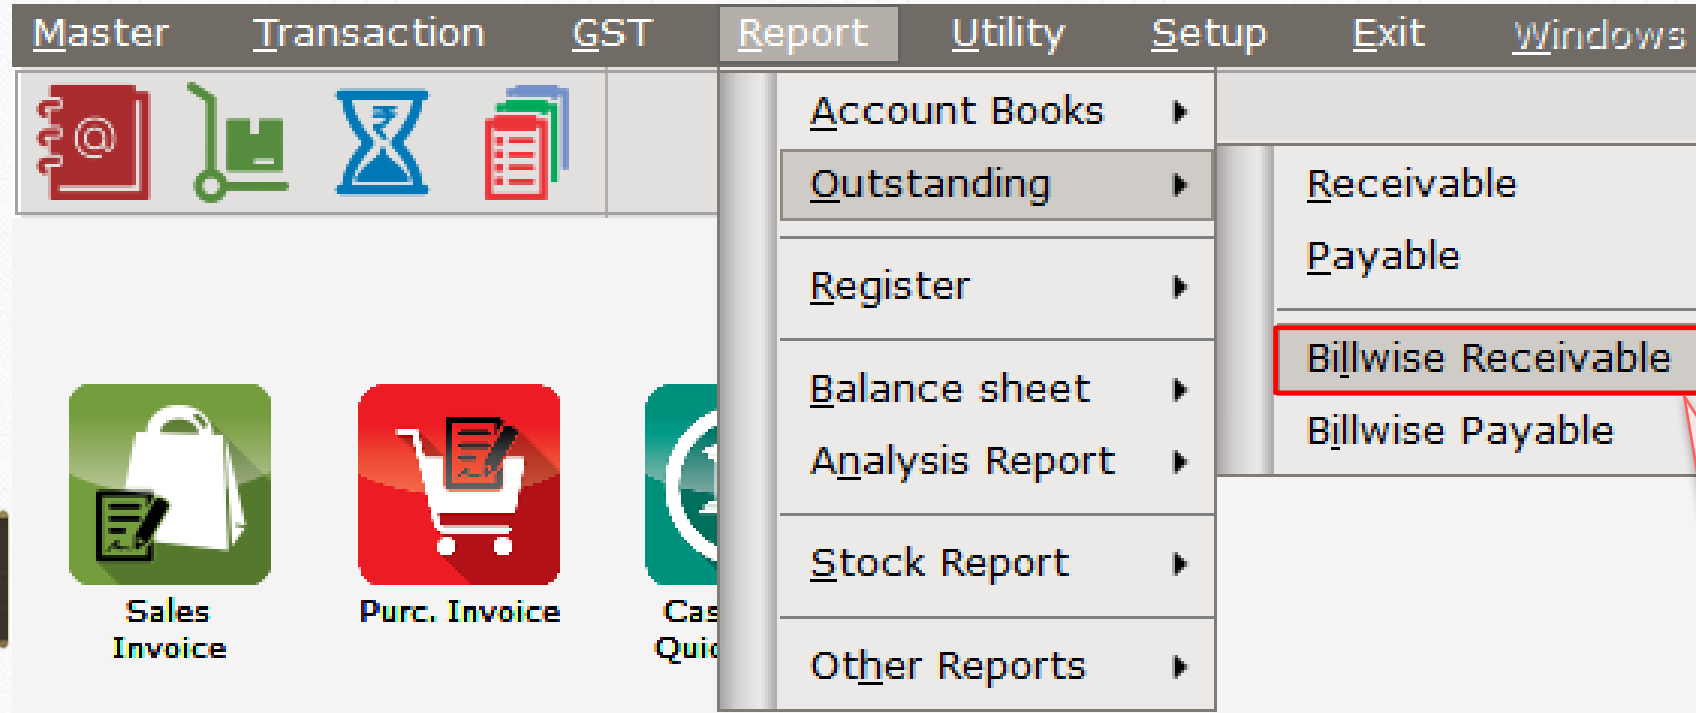 Master Transaction GST Report Utility Setup Exit Windows
Account Books
Outstanding
Register
Balance sheet
Analysis Report
Stock Report
Other Reports
Receivable
Payable
Billwise Receivable
Billwise Payable
Sales
Invoice
Purc. Invoice